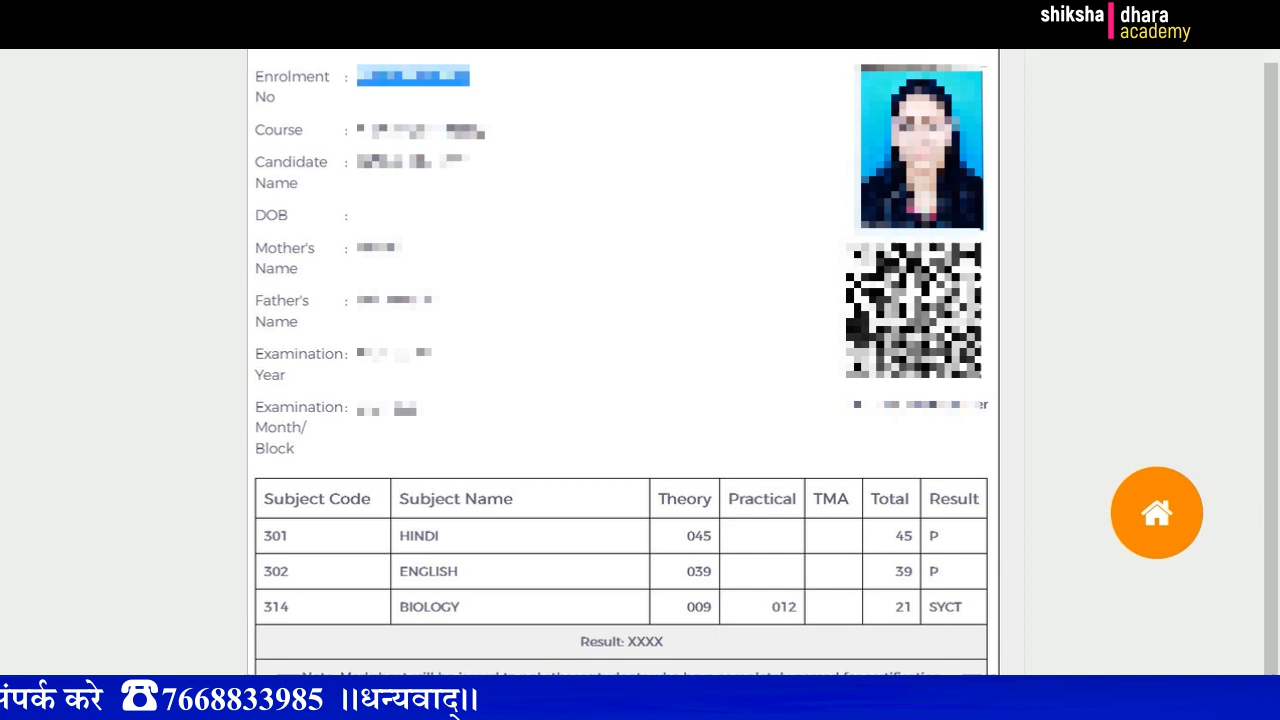 shiksha dhara
academy
Enrolment No :
Course :
Candidate Name :
DOB :
Mother's Name :
Father's Name :
Examination Year :
Examination Month/ Block :
Subject Code Subject Name Theory Practical TMA Total Result
301 HINDI 045 45 P
302 ENGLISH 039 39 P
314 BIOLOGY 009 012 21 SYCT
Result: XXXX
संपर्क करे ☎7668833985 ॥धन्यवाद्॥